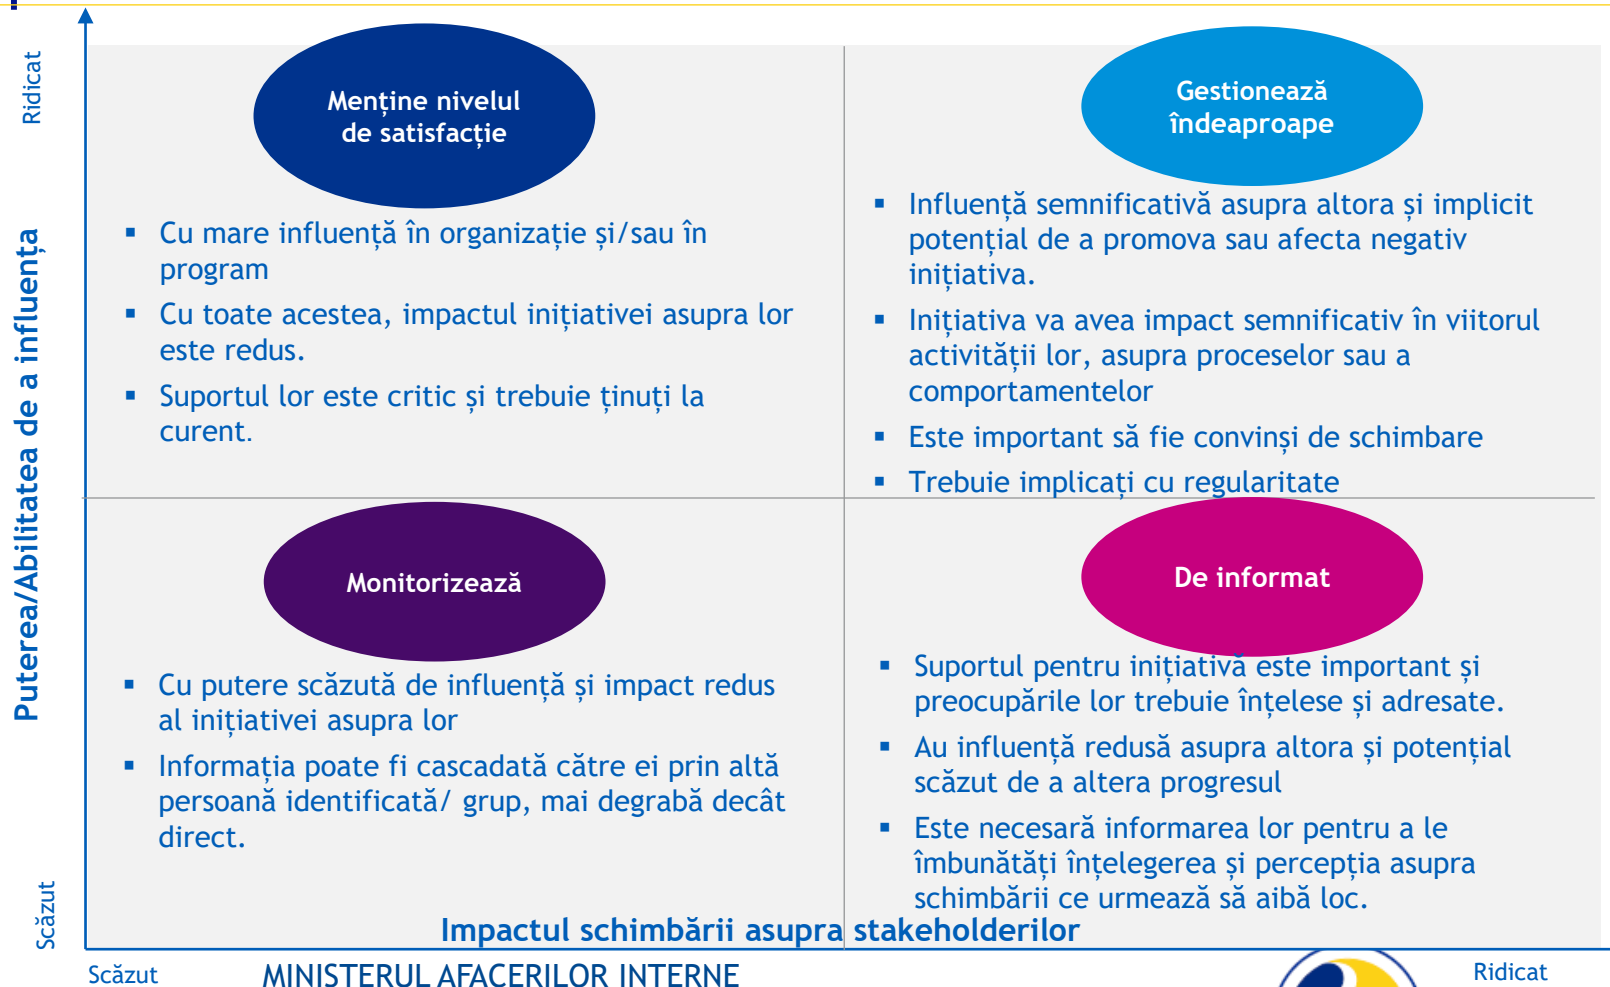 Ridicat
Puterea/Abilitatea de a influența
Scăzut
Menține nivelul
de satisfacție
▪ Cu mare influență în organizație și/sau în
program
▪ Cu toate acestea, impactul inițiativei asupra lor
este redus.
▪ Suportul lor este critic și trebuie ținuți la
curent.
Gestionează
îndeaproape
▪ Influență semnificativă asupra altora și implicit
potențial de a promova sau afecta negativ
inițiativa.
▪ Inițiativa va avea impact semnificativ în viitorul
activității lor, asupra proceselor sau a
comportamentelor
▪ Este important să fie convinși de schimbare
▪ Trebuie implicați cu regularitate
Monitorizează
▪ Cu putere scăzută de influență și impact redus
al inițiativei asupra lor
▪ Informația poate fi cascadată către ei prin altă
persoană identificată/ grup, mai degrabă decât
direct.
De informat
▪ Suportul pentru inițiativă este important și
preocupările lor trebuie înțelese și adresate.
▪ Au influență redusă asupra altora și potențial
scăzut de a altera progresul
▪ Este necesară informarea lor pentru a le
îmbunătăți înțelegerea și percepția asupra
schimbării ce urmează să aibă loc.
Impactul schimbării asupra stakeholderilor
Scăzut
MINISTERUL AFACERILOR INTERNE
Ridicat